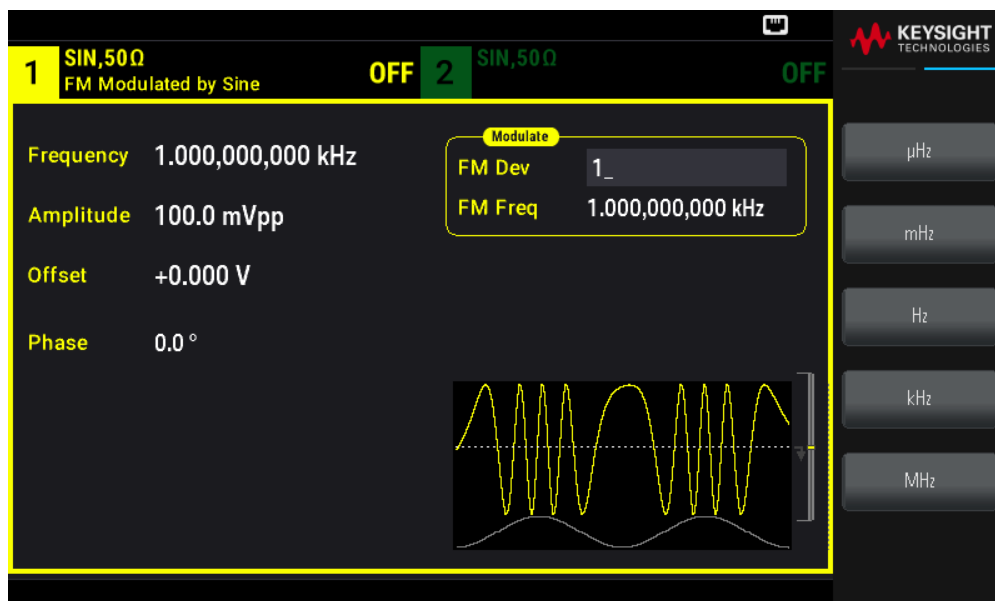 KEYSIGHT
TECHNOLOGIES
1 SIN,50Ω
FM Modulated by Sine
OFF
2 SIN,50Ω
OFF
Frequency 1.000,000,000 kHz
Amplitude 100.0 mVpp
Offset +0.000 V
Phase 0.0 °
Modulate
FM Dev 1_
FM Freq 1.000,000,000 kHz
µHz
mHz
Hz
kHz
MHz